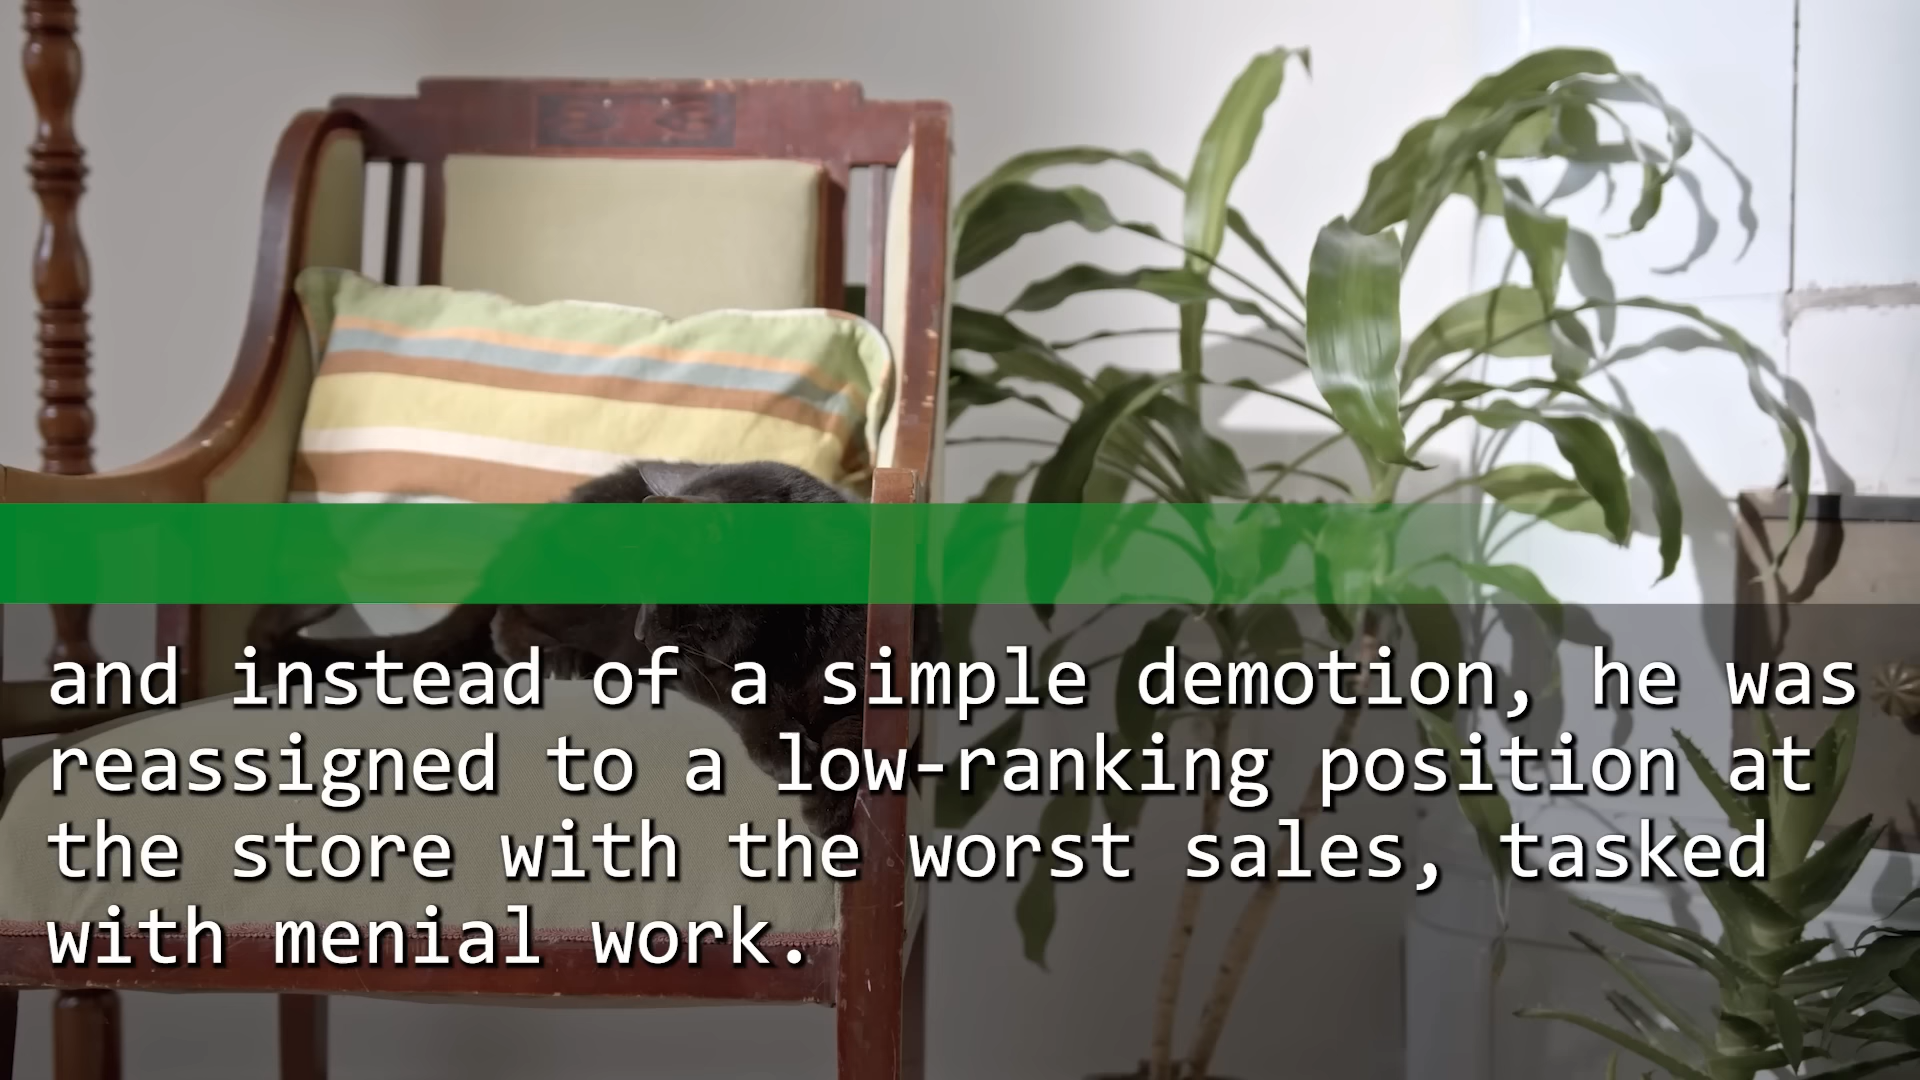 and instead of a simple demotion, he was
reassigned to a low-ranking position at
the store with the worst sales, tasked
with menial work.